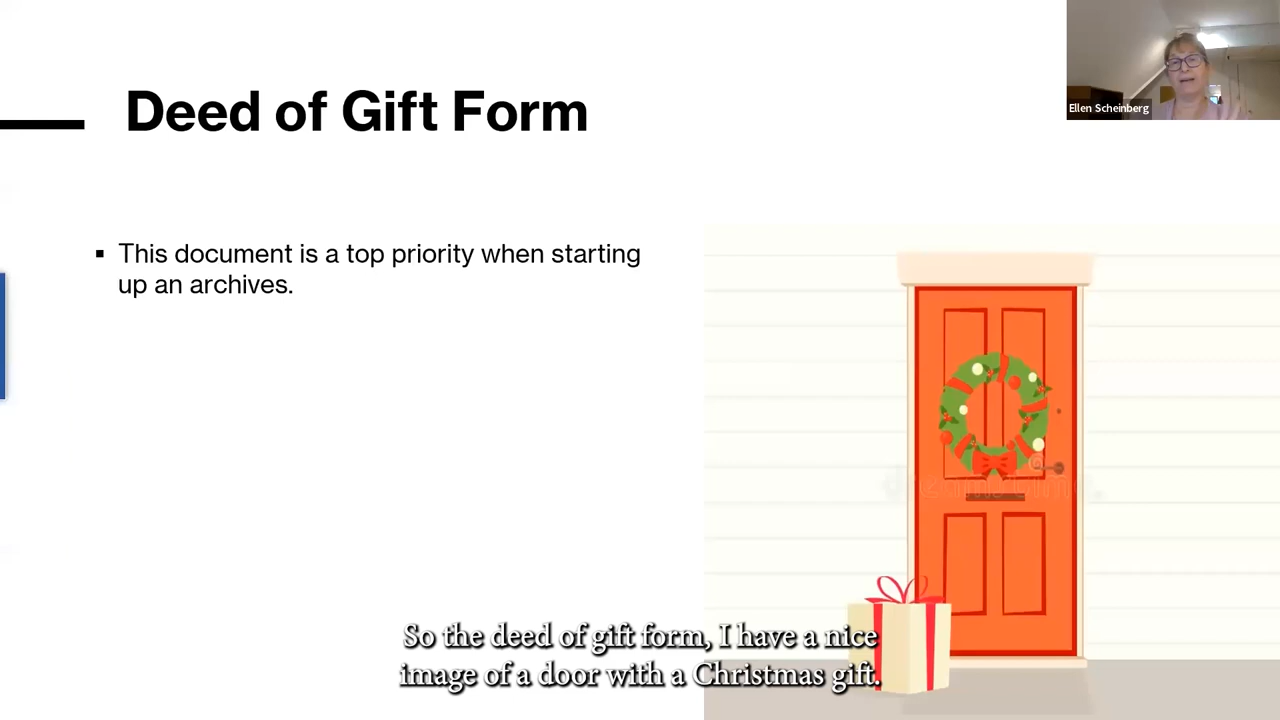 Deed of Gift Form
Ellen Scheinberg
▪ This document is a top priority when starting
up an archives.
dreamstime.
So the deed of gift form, I have a nice
image of a door with a Christmas gift.